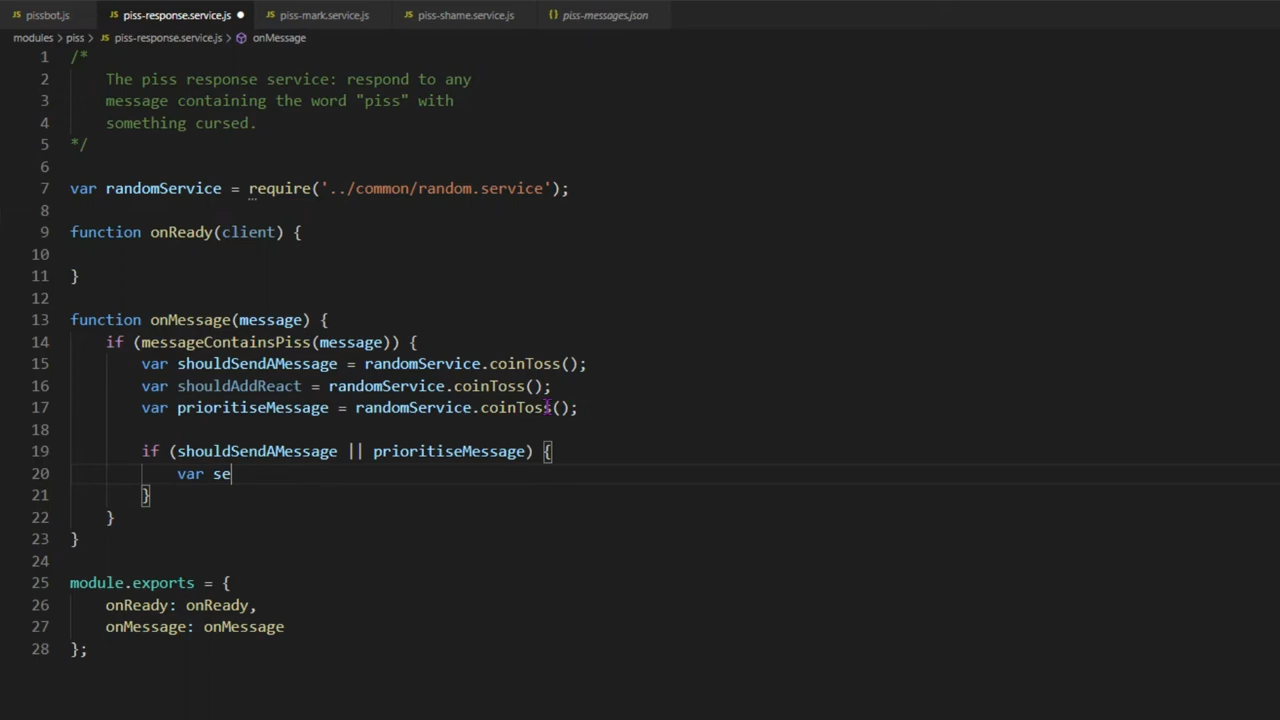 pissbot.js JS piss-response.service.js JS piss-mark.service.js JS piss-shame.service.js {} piss-messages.json
modules > piss > JS piss-response.service.js > onMessage
1 /*
2 The piss response service: respond to any
3 message containing the word "piss" with
4 something cursed.
5 */
6
7 var randomService = require('../common/random.service');
8
9 function onReady(client) {
10
11 }
12
13 function onMessage(message) {
14 if (messageContainsPiss(message)) {
15 var shouldSendAMessage = randomService.coinToss();
16 var shouldAddReact = randomService.coinToss();
17 var prioritiseMessage = randomService.coinToss();
18
19 if (shouldSendAMessage || prioritiseMessage) {
20 var se
21 }
22 }
23 }
24
25 module.exports = {
26 onReady: onReady,
27 onMessage: onMessage
28 };